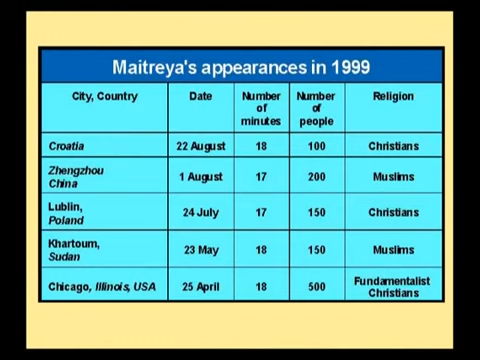 Maitreya's appearances in 1999
City, Country Date Number of minutes Number of people Religion
Croatia 22 August 18 100 Christians
Zhengzhou China 1 August 17 200 Muslims
Lublin, Poland 24 July 17 150 Christians
Khartoum, Sudan 23 May 18 150 Muslims
Chicago, Illinois, USA 25 April 18 500 Fundamentalist Christians